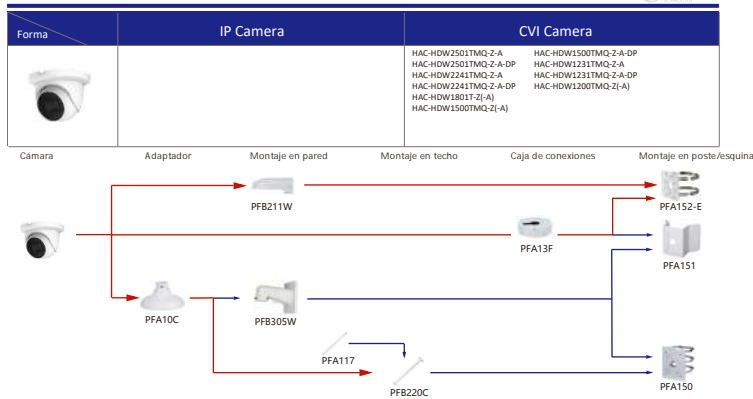 Forma
IP Camera
CVI Camera
HAC-HDW2501TMQ-Z-A
HAC-HDW2501TMQ-Z-A-DP
HAC-HDW2241TMQ-Z-A
HAC-HDW2241TMQ-Z-A-DP
HAC-HDW1801T-Z(-A)
HAC-HDW1500TMQ-Z(-A)
HAC-HDW1500TMQ-Z-A-DP
HAC-HDW1231TMQ-Z-A
HAC-HDW1231TMQ-Z-A-DP
HAC-HDW1200TMQ-Z(-A)
Cámara
Adaptador
Montaje en pared
Montaje en techo
Caja de conexiones
Montaje en poste/esquina
PFB211W
PFA152-E
PFA13F
PFA151
PFA10C
PFB305W
PFA117
PFB220C
PFA150